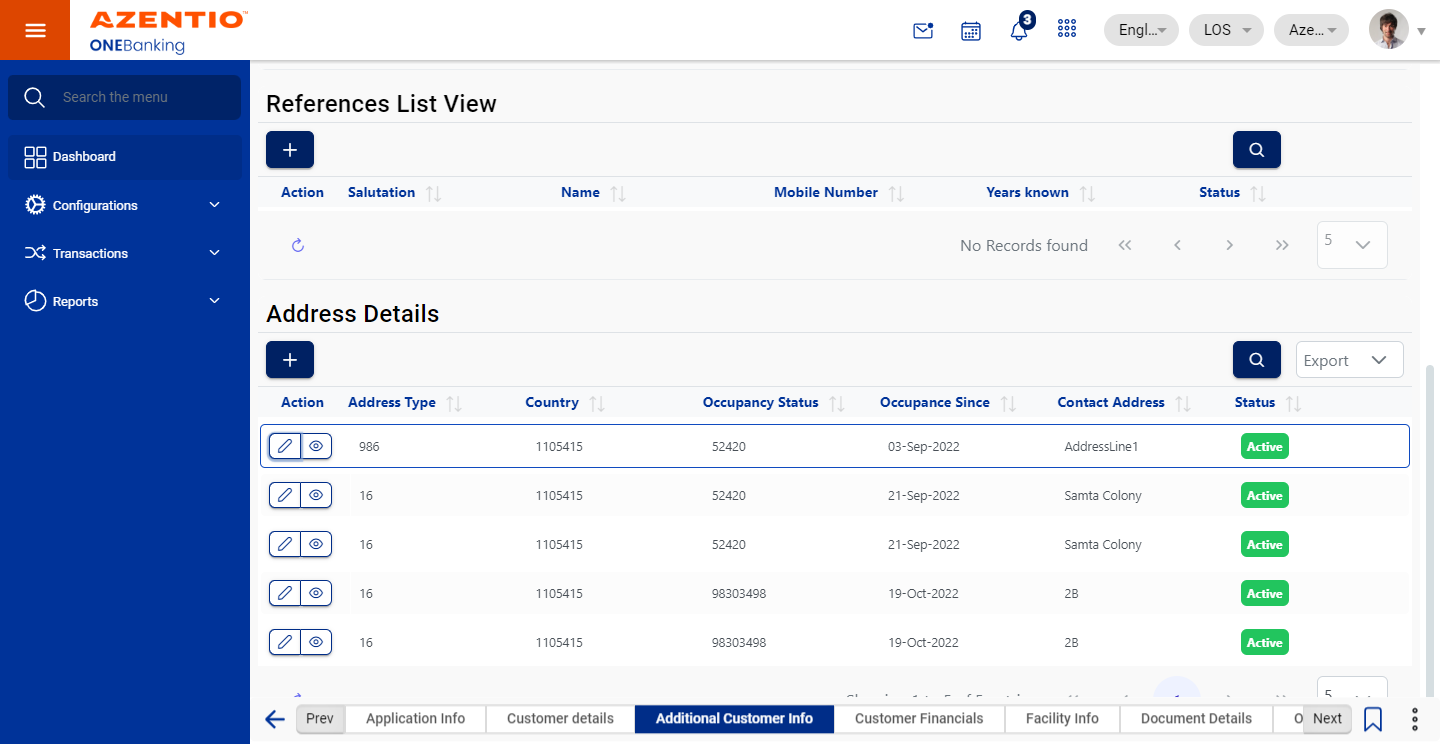 AZENTIO™
ONEBanking
3
Engl...
LOS
Aze...
Search the menu
Dashboard
Configurations
Transactions
Reports
References List View
+
Action Salutation Name Mobile Number Years known Status
No Records found
5
Address Details
+
Export
Action Address Type Country Occupancy Status Occupance Since Contact Address Status
986 1105415 52420 03-Sep-2022 AddressLine1 Active
16 1105415 52420 21-Sep-2022 Samta Colony Active
16 1105415 52420 21-Sep-2022 Samta Colony Active
16 1105415 98303498 19-Oct-2022 2B Active
16 1105415 98303498 19-Oct-2022 2B Active
5
Prev Application Info Customer details Additional Customer Info Customer Financials Facility Info Document Details O Next